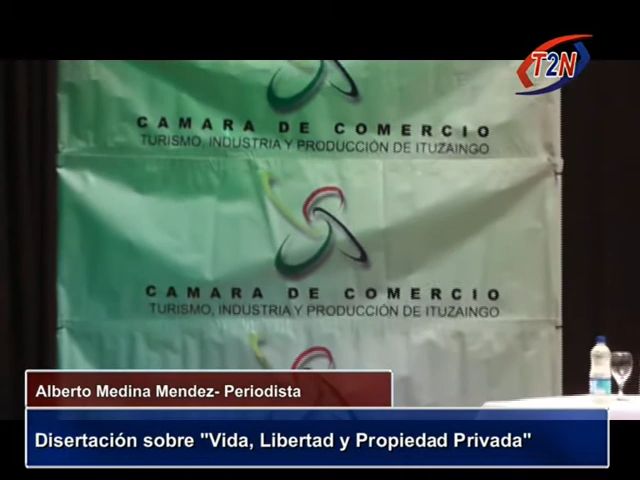 T2N
CAMARA DE COMERCIO
TURISMO, INDUSTRIA Y PRODUCCIÓN DE ITUZAINGO
CAMARA DE COMERCIO
TURISMO, INDUSTRIA Y PRODUCCIÓN DE ITUZAINGO
Alberto Medina Mendez- Periodista
Disertación sobre "Vida, Libertad y Propiedad Privada"